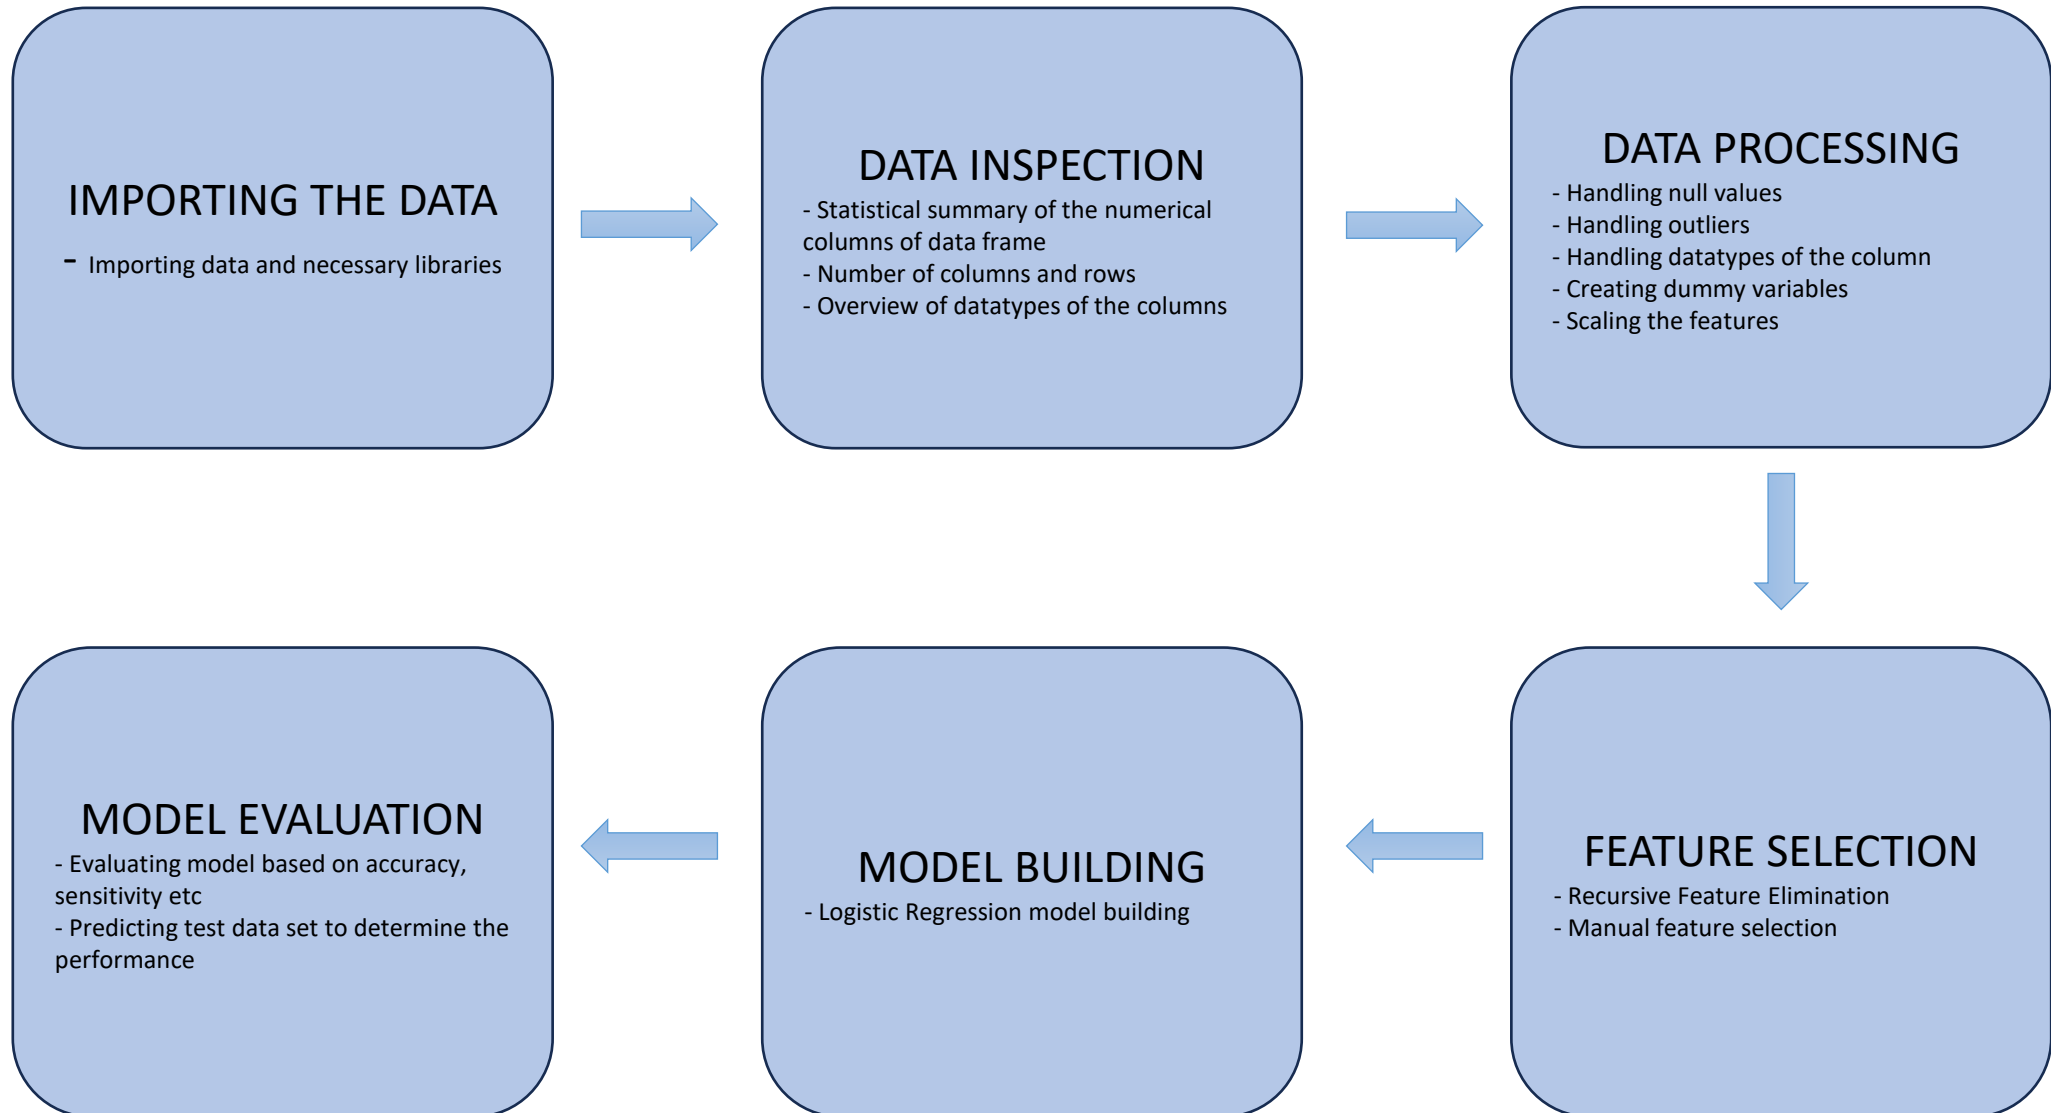 IMPORTING THE DATA
- Importing data and necessary libraries
DATA INSPECTION
- Statistical summary of the numerical
columns of data frame
- Number of columns and rows
- Overview of datatypes of the columns
DATA PROCESSING
- Handling null values
- Handling outliers
- Handling datatypes of the column
- Creating dummy variables
- Scaling the features
FEATURE SELECTION
- Recursive Feature Elimination
- Manual feature selection
MODEL BUILDING
- Logistic Regression model building
MODEL EVALUATION
- Evaluating model based on accuracy,
sensitivity etc
- Predicting test data set to determine the
performance